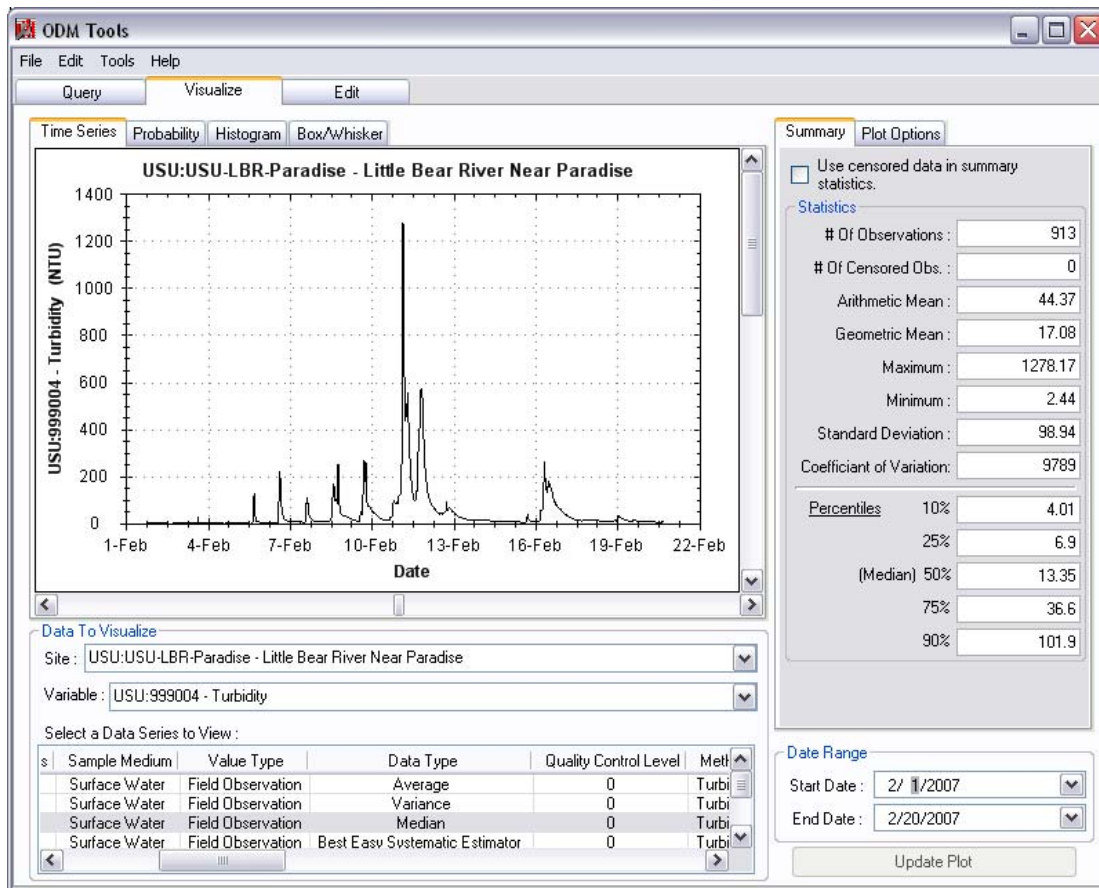 ODM Tools
File Edit Tools Help
Query Visualize Edit
Time Series Probability Histogram Box/Whisker
USU:USU-LBR-Paradise - Little Bear River Near Paradise
USU:999004 - Turbidity (NTU)
1400
1200
1000
800
600
400
200
0
1-Feb 4-Feb 7-Feb 10-Feb 13-Feb 16-Feb 19-Feb 22-Feb
Date
Data To Visualize
Site : USU:USU-LBR-Paradise - Little Bear River Near Paradise
Variable : USU:999004 - Turbidity
Select a Data Series to View :
s Sample Medium Value Type Data Type Quality Control Level Meth
Surface Water Field Observation Average 0 Turbi
Surface Water Field Observation Variance 0 Turbi
Surface Water Field Observation Median 0 Turbi
Surface Water Field Observation Best Easy Systematic Estimator 0 Turbi
Summary Plot Options
Use censored data in summary
statistics.
Statistics
# Of Observations : 913
# Of Censored Obs. : 0
Arithmetic Mean : 44.37
Geometric Mean : 17.08
Maximum : 1278.17
Minimum : 2.44
Standard Deviation : 98.94
Coefficiant of Variation: 9789
Percentiles 10% 4.01
25% 6.9
(Median) 50% 13.35
75% 36.6
90% 101.9
Date Range
Start Date : 2/ 1/2007
End Date : 2/20/2007
Update Plot